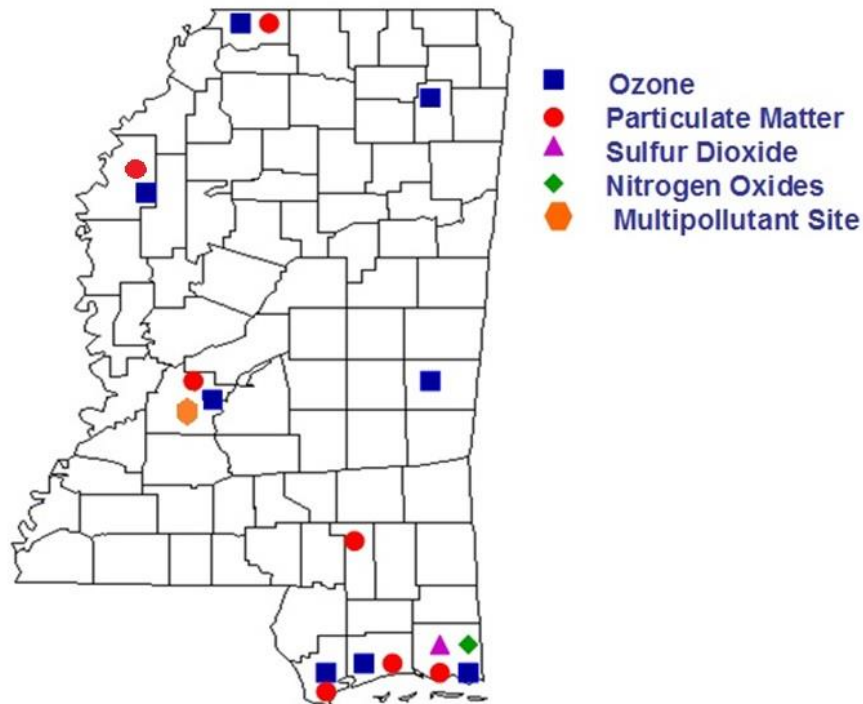 Ozone
Particulate Matter
Sulfur Dioxide
Nitrogen Oxides
Multipollutant Site